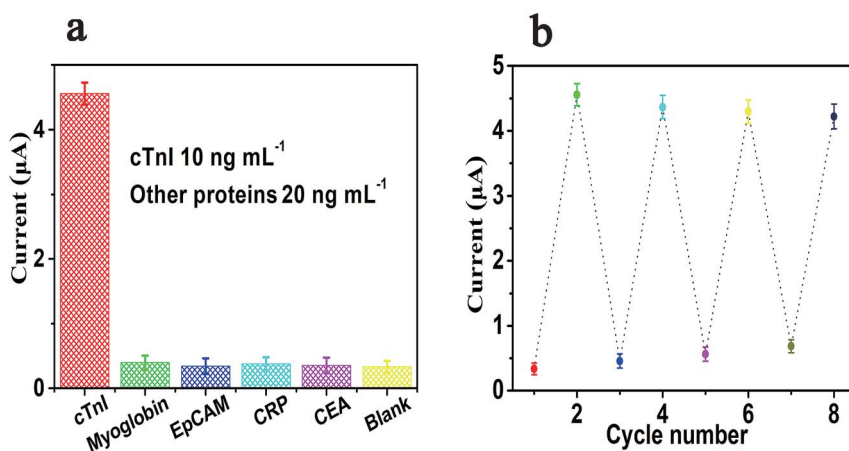 a
Current (μA)
4
2
0
cTnI 10 ng mL-1
Other proteins 20 ng mL-1
cTnI
Myoglobin
EpCAM
CRP
CEA
Blank
b
Current (μA)
5
4
3
2
1
0
2
4
6
8
Cycle number